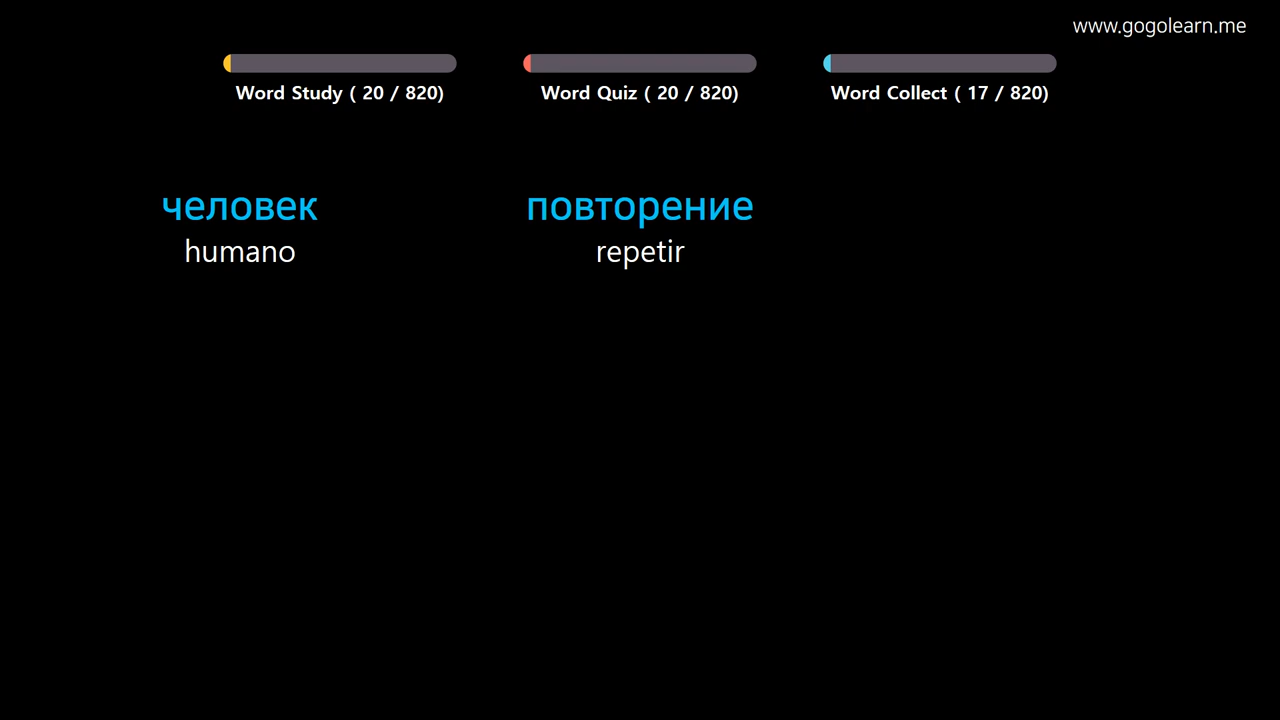 www.gogolearn.me
Word Study ( 20 / 820)
Word Quiz ( 20 / 820)
Word Collect ( 17 / 820)
человек
humano
повторение
repetir